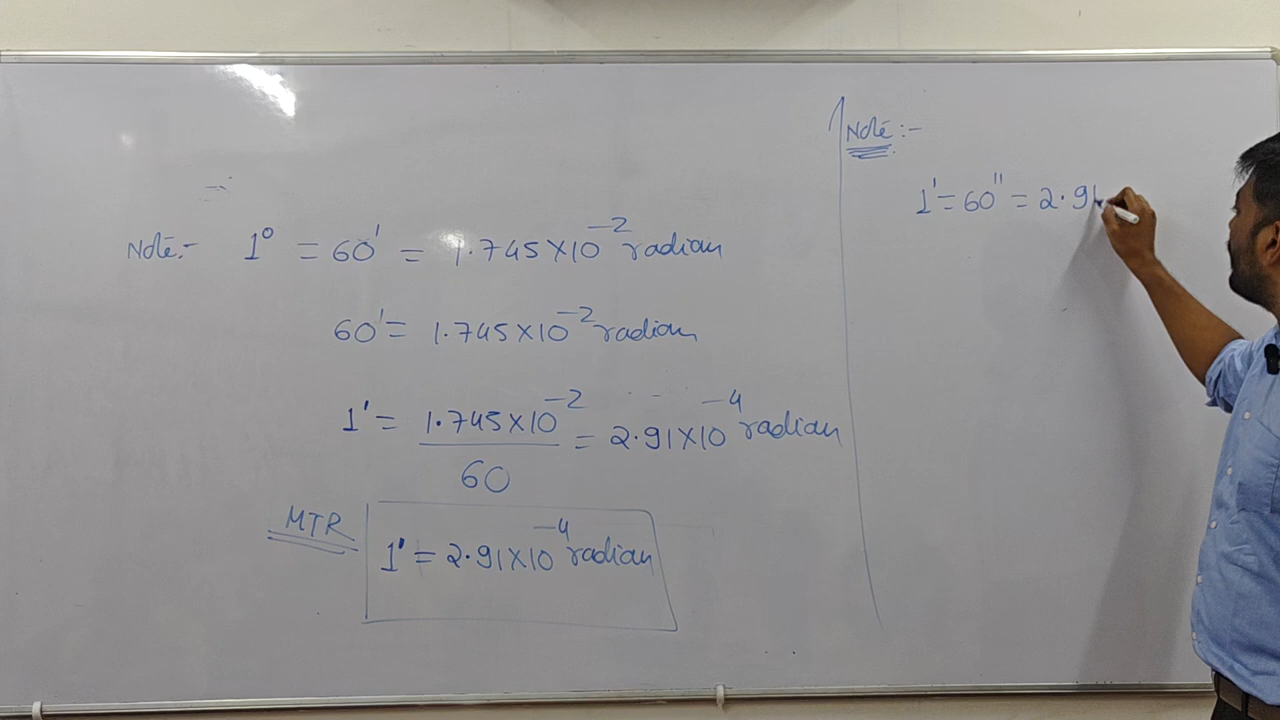 Note:- 1° = 60' = 1.745×10⁻² radian
60' = 1.745×10⁻² radian
1' = 1.745×10⁻² / 60 = 2.91×10⁻⁴ radian
MTR 1' = 2.91×10⁻⁴ radian
Note:-
1' = 60'' = 2.91